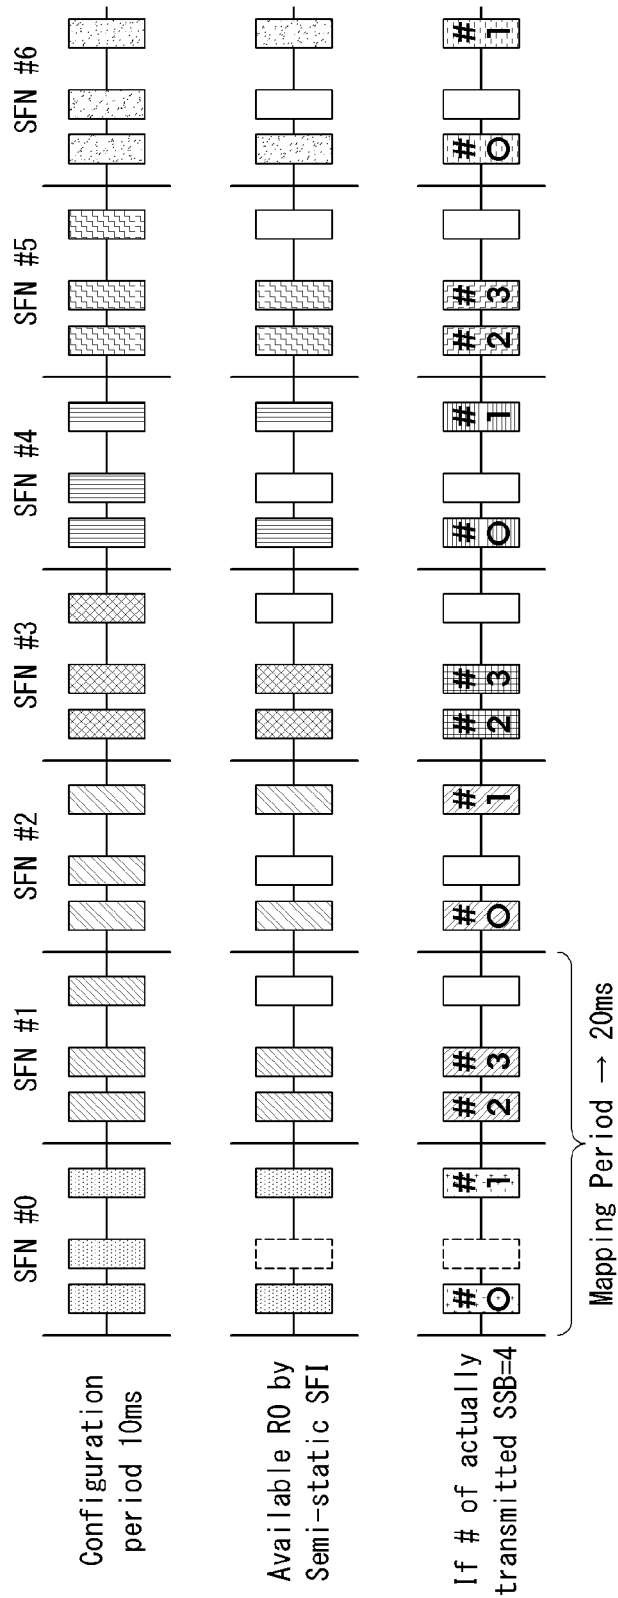 SFN #0
SFN #1
SFN #2
SFN #3
SFN #4
SFN #5
SFN #6
Configuration
period 10ms
Available RO by
Semi-static SFI
If # of actually
transmitted SSB=4
#0
#1
#2
#3
#0
#1
#2
#3
#0
#1
#2
#3
#0
#1
Mapping Period → 20ms